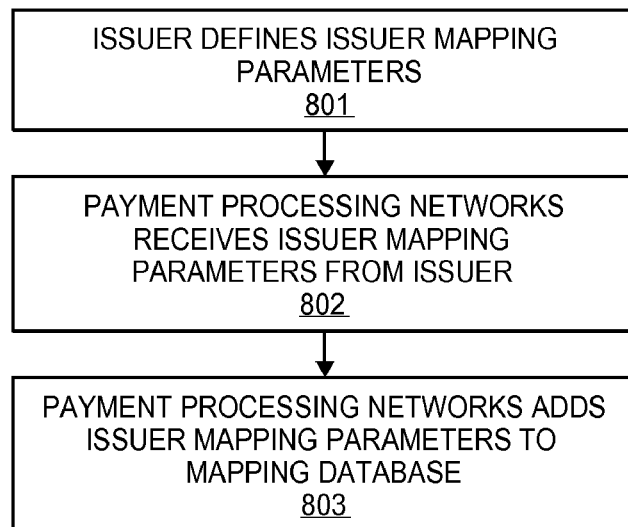 ISSUER DEFINES ISSUER MAPPING
PARAMETERS
801
PAYMENT PROCESSING NETWORKS
RECEIVES ISSUER MAPPING
PARAMETERS FROM ISSUER
802
PAYMENT PROCESSING NETWORKS ADDS
ISSUER MAPPING PARAMETERS TO
MAPPING DATABASE
803